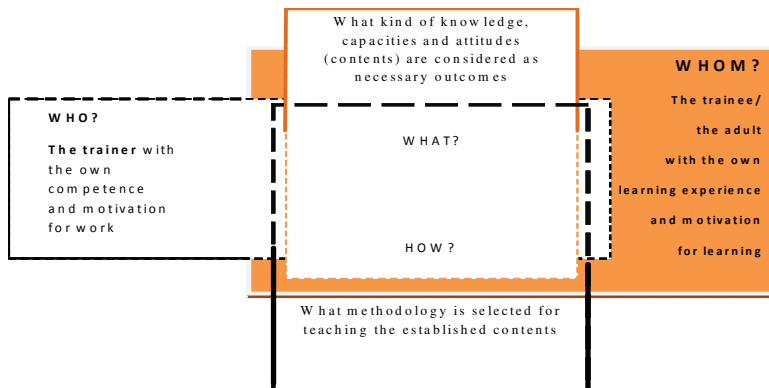 What kind of knowledge,
capacities and attitudes
(contents) are considered as
necessary outcomes
WHO?
The trainer with
the own
competence
and motivation
for work
WHAT?
HOW?
WHOM?
The trainee/
the adult
with the own
learning experience
and motivation
for learning
What methodology is selected for
teaching the established contents